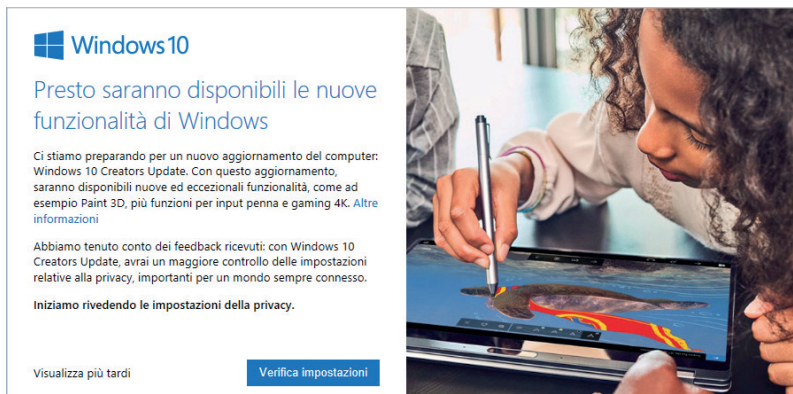 Windows 10
Presto saranno disponibili le nuove
funzionalità di Windows
Ci stiamo preparando per un nuovo aggiornamento del computer:
Windows 10 Creators Update. Con questo aggiornamento,
saranno disponibili nuove ed eccezionali funzionalità, come ad
esempio Paint 3D, più funzioni per input penna e gaming 4K. Altre
informazioni
Abbiamo tenuto conto dei feedback ricevuti: con Windows 10
Creators Update, avrai un maggiore controllo delle impostazioni
relative alla privacy, importanti per un mondo sempre connesso.
Iniziamo rivedendo le impostazioni della privacy.
Visualizza più tardi
Verifica impostazioni